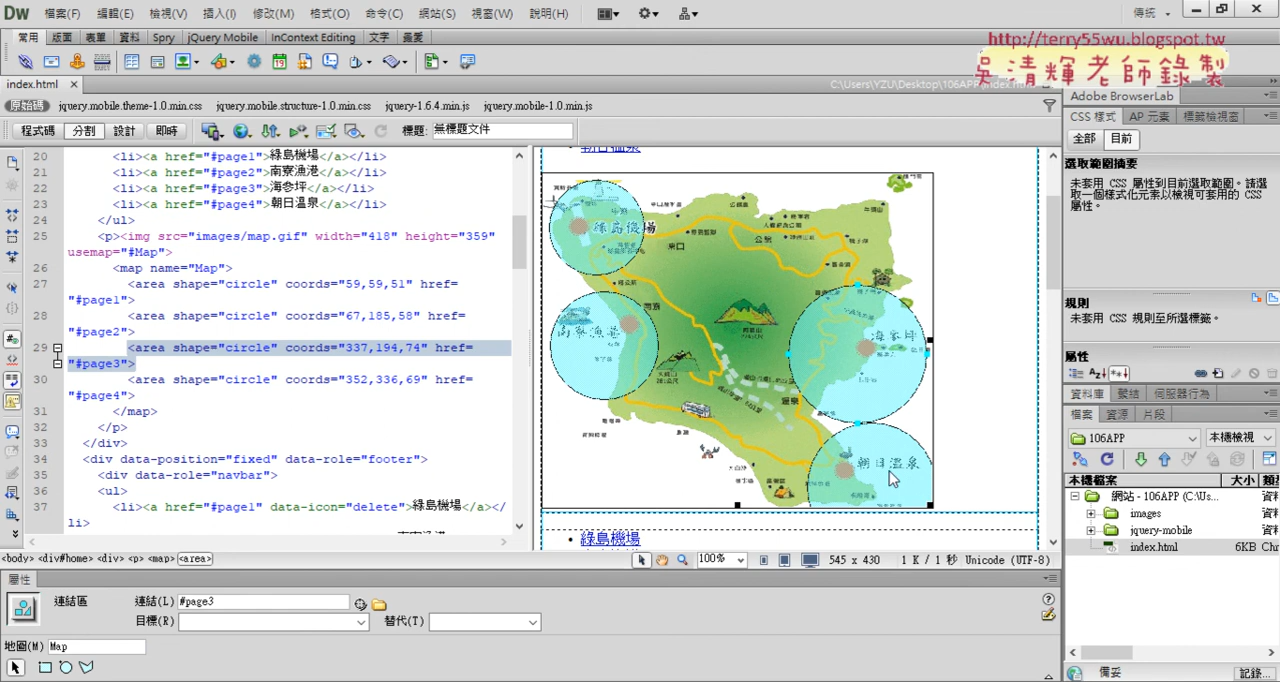 Dw 檔案(F) 編輯(E) 檢視(V) 插入(I) 修改(M) 格式(O) 命令(C) 網站(S) 視窗(W) 說明(H) 傳統
常用 版面 表單 資料 Spry jQuery Mobile InContext Editing 文字 最愛
http://terry55wu.blogspot.tw
吳清輝老師錄製
index.html
原始碼 jquery.mobile.theme-1.0.min.css jquery.mobile.structure-1.0.min.css jquery-1.6.4.min.js jquery.mobile-1.0.min.js
程式碼 分割 設計 即時 標題: 無標題文件
20 <li><a href="#page1">綠島機場</a></li>
21 <li><a href="#page2">南寮漁港</a></li>
22 <li><a href="#page3">海參坪</a></li>
23 <li><a href="#page4">朝日溫泉</a></li>
24 </ul>
25 <p><img src="images/map.gif" width="418" height="359"
usemap="#Map">
26 <map name="Map">
27 <area shape="circle" coords="59,59,51" href=
"#page1">
28 <area shape="circle" coords="67,185,58" href=
"#page2">
29 <area shape="circle" coords="337,194,74" href=
"#page3">
30 <area shape="circle" coords="352,336,69" href=
"#page4">
31 </map>
32 </p>
33 </div>
34 <div data-position="fixed" data-role="footer">
35 <div data-role="navbar">
36 <ul>
37 <li><a href="#page1" data-icon="delete">綠島機場</a></
li>
朝日溫泉
綠島機場
南寮漁港
海參坪
朝日溫泉
綠島機場
<body> <div#home> <div> <p> <map> <area>
100% 545 x 430 1 K / 1 秒 Unicode (UTF-8)
屬性
連結區 連結(L) #page3
目標(R) 替代(T)
地圖(M) Map
Adobe BrowserLab
CSS 樣式 AP 元素 標籤檢視窗
全部 目前
選取範圍摘要
未套用 CSS 屬性到目前選取範圍。請選
取一個樣式化元素以檢視可套用的 CSS
屬性。
規則
未套用 CSS 規則至所選標籤。
屬性
資料庫 繫結 伺服器行為
檔案 資源 片段
106APP 本機檢視
本機檔案 大小 類
網站 - 106APP (C:\Us...
images
jquery-mobile
index.html 6KB Chr
備妥 記錄...